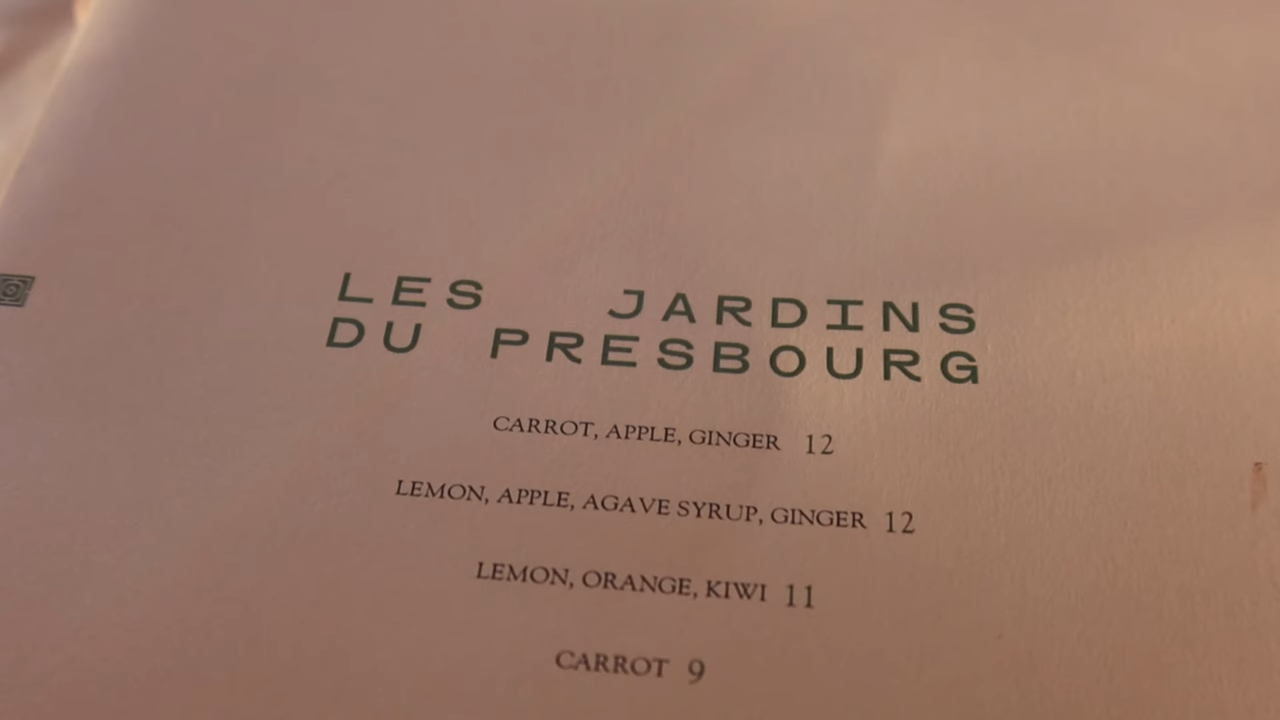 LES JARDINS
DU PRESBOURG
CARROT, APPLE, GINGER 12
LEMON, APPLE, AGAVE SYRUP, GINGER 12
LEMON, ORANGE, KIWI 11
CARROT 9